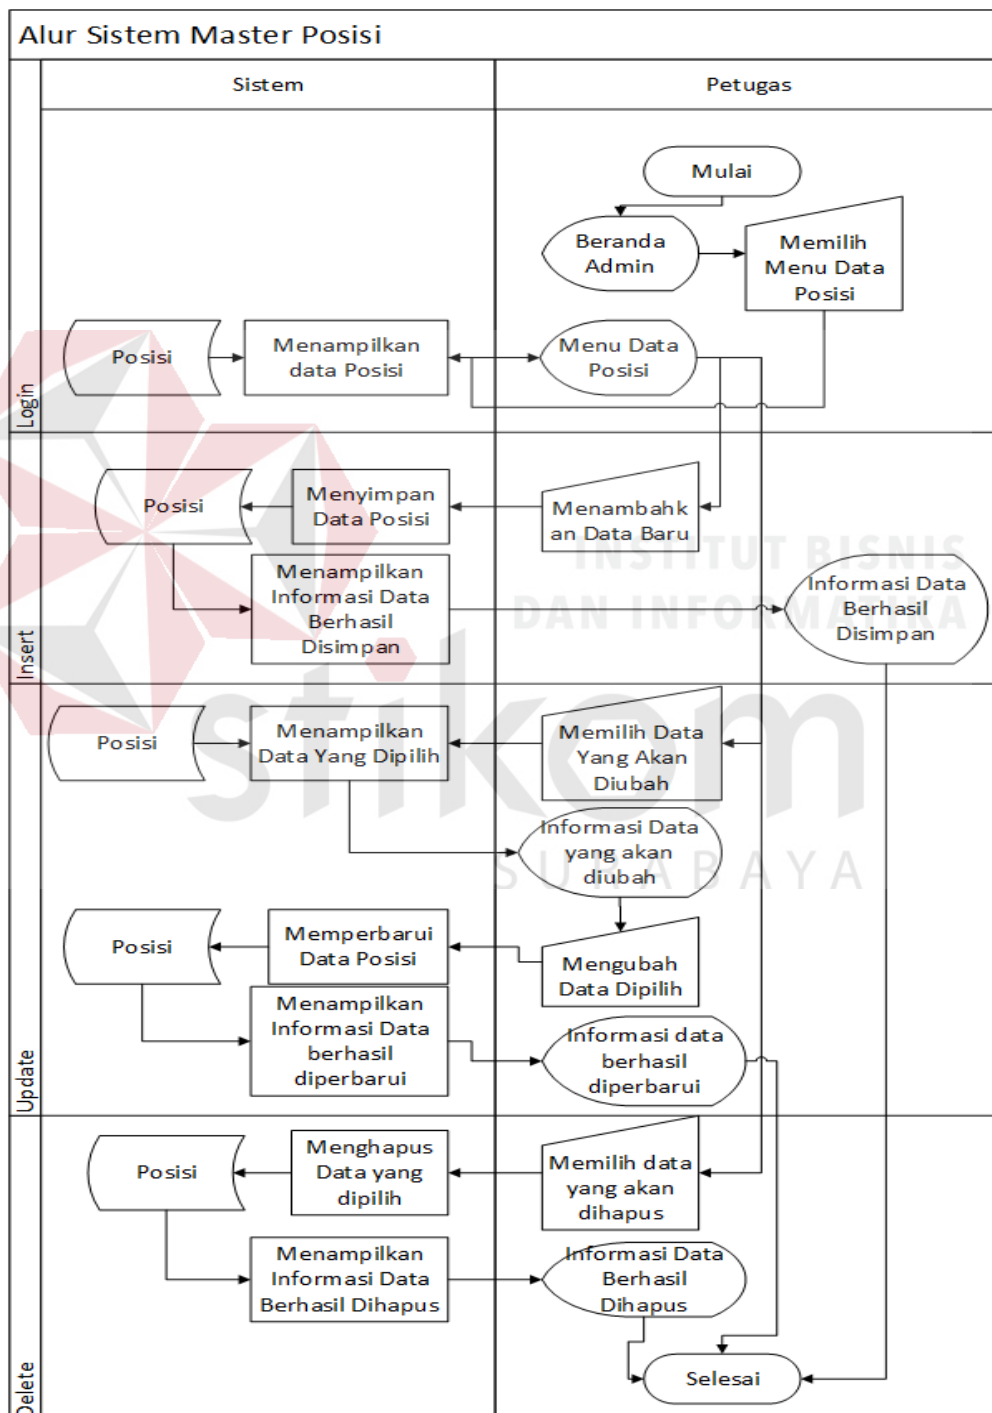 Alur Sistem Master Posisi
Sistem
Petugas
Login
Mulai
Beranda
Admin
Memilih
Menu Data
Posisi
Posisi
Menampilkan
data Posisi
Menu Data
Posisi
Insert
Posisi
Menyimpan
Data Posisi
Menambahk
an Data Baru
Menampilkan
Informasi Data
Berhasil
Disimpan
Informasi Data
Berhasil
Disimpan
INSTITUT BISNIS
DAN INFORMATIKA
stikom
SURABAYA
Update
Posisi
Menampilkan
Data Yang Dipilih
Memilih Data
Yang Akan
Diubah
Informasi Data
yang akan
diubah
Posisi
Memperbarui
Data Posisi
Mengubah
Data Dipilih
Menampilkan
Informasi Data
berhasil
diperbarui
Informasi data
berhasil
diperbarui
Delete
Posisi
Menghapus
Data yang
dipilih
Memilih data
yang akan
dihapus
Menampilkan
Informasi Data
Berhasil Dihapus
Informasi Data
Berhasil
Dihapus
Selesai